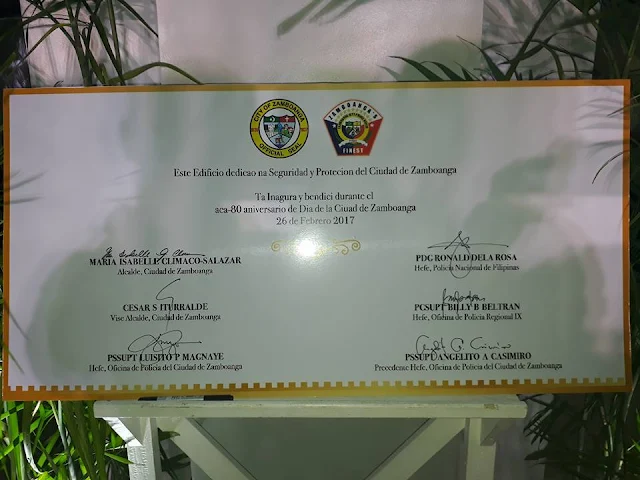 CITY OF ZAMBOANGA
OFFICIAL SEAL
ZAMBOANGA'S
FINEST
Este Edificio dedicao na Seguridad y Protecion del Ciudad de Zamboanga
Ta Inagura y bendici durante el
aca-80 aniversario de Dia de la Ciuad de Zamboanga
26 de Febrero 2017
MARIA ISABELLE CLIMACO-SALAZAR
Alcalde, Ciudad de Zamboanga
PDG RONALD DELA ROSA
Hefe, Policia Nacional de Filipinas
CESAR S ITURRALDE
Vise Alcalde, Ciudad de Zamboanga
PCSUPT BILLY B BELTRAN
Hefe, Oficina de Policia Regional IX
PSSUPT LUISITO P MAGNAYE
Hefe, Oficina de Policia del Ciudad de Zamboanga
PSSUPT ANGELITO A CASIMIRO
Precedente Hefe, Oficina de Policia del Ciudad de Zamboanga